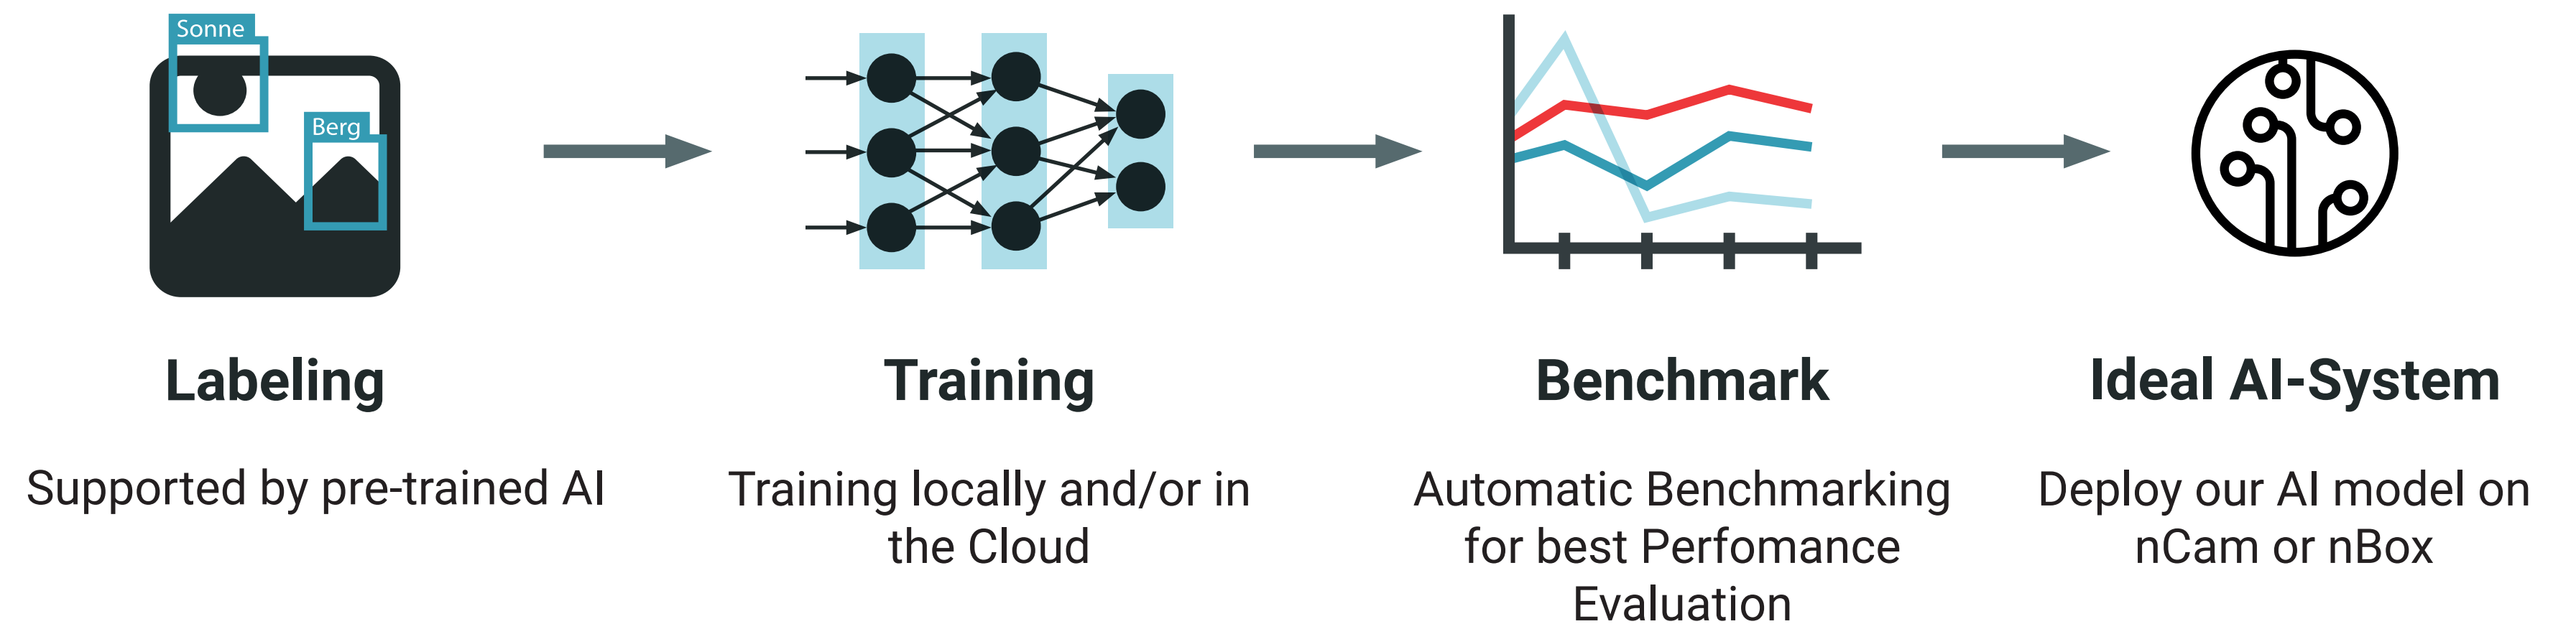 Sonne
Berg
Labeling
Supported by pre-trained AI
Training
Training locally and/or in
the Cloud
Benchmark
Automatic Benchmarking
for best Perfomance
Evaluation
Ideal AI-System
Deploy our AI model on
nCam or nBox